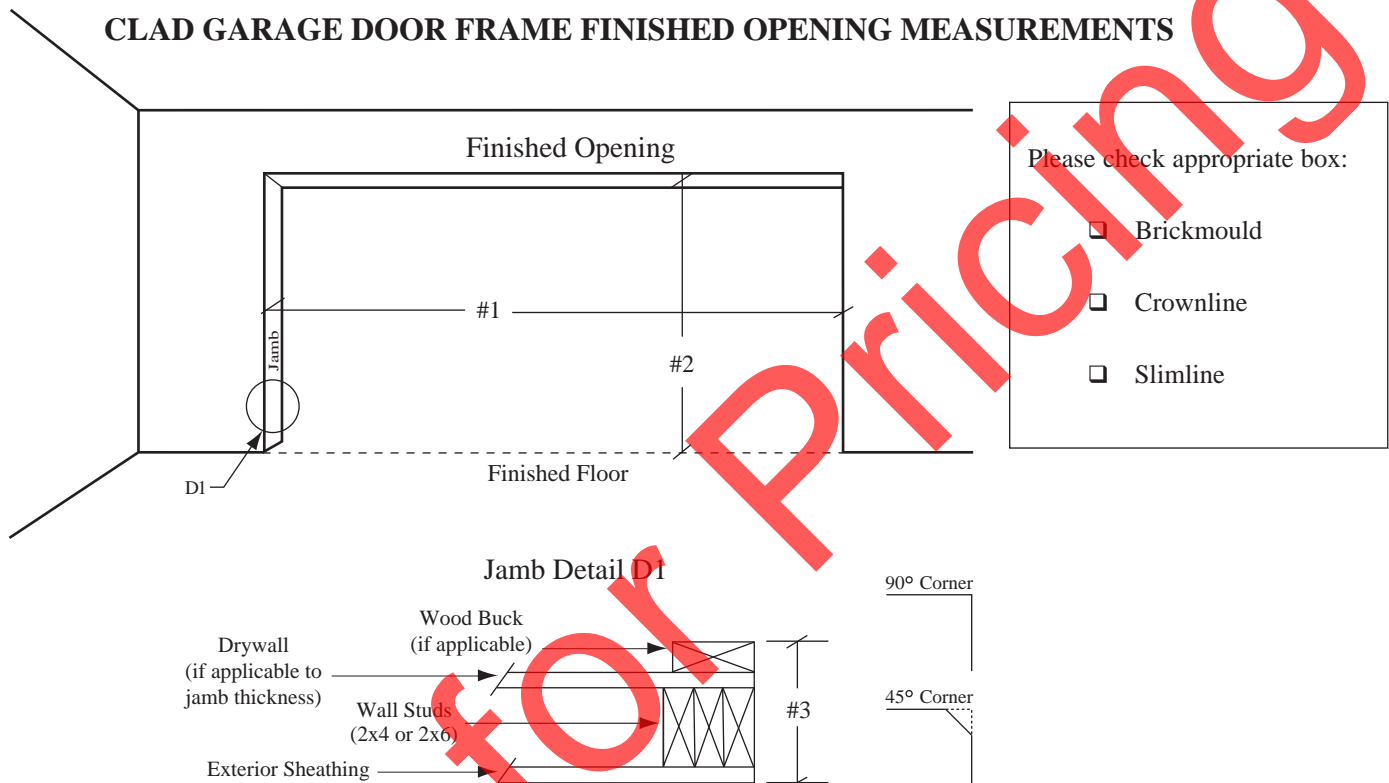 CLAD GARAGE DOOR FRAME FINISHED OPENING MEASUREMENTS
Finished Opening
#1
#2
Jamb
D1
Finished Floor
Please check appropriate box:
❑ Brickmould
❑ Crownline
❑ Slimline
Jamb Detail D1
Wood Buck
(if applicable)
Drywall
(if applicable to
jamb thickness)
Wall Studs
(2x4 or 2x6)
Exterior Sheathing
#3
90° Corner
45° Corner
for Pricing